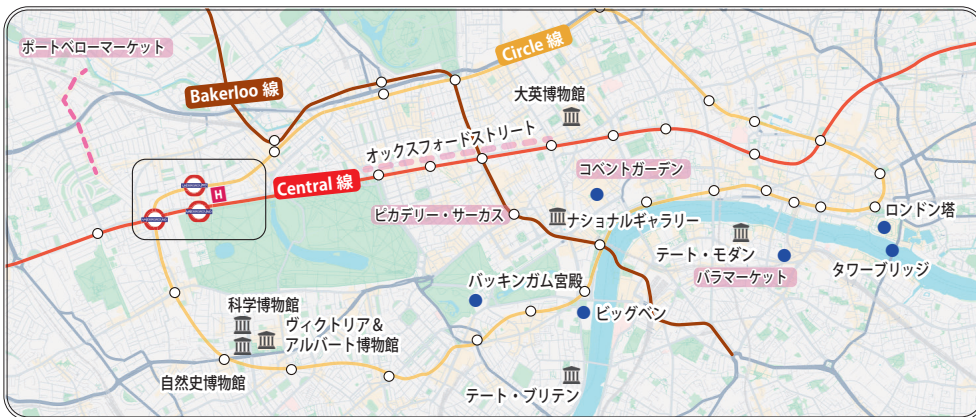 ポートベローマーケット
Circle 線
Bakerloo 線
大英博物館
オックスフォードストリート
Central 線
H
コベントガーデン
ピカデリー・サーカス
ナショナルギャラリー
ロンドン塔
テート・モダン
バラマーケット
タワーブリッジ
バッキンガム宮殿
ビッグベン
科学博物館
ヴィクトリア＆
アルバート博物館
自然史博物館
テート・ブリテン